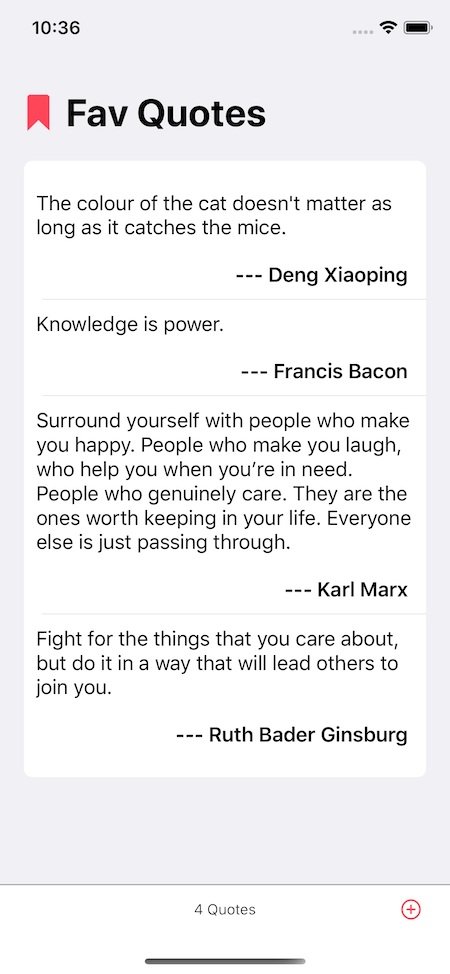 10:36
Fav Quotes
The colour of the cat doesn't matter as
long as it catches the mice.
--- Deng Xiaoping
Knowledge is power.
--- Francis Bacon
Surround yourself with people who make
you happy. People who make you laugh,
who help you when you’re in need.
People who genuinely care. They are the
ones worth keeping in your life. Everyone
else is just passing through.
--- Karl Marx
Fight for the things that you care about,
but do it in a way that will lead others to
join you.
--- Ruth Bader Ginsburg
4 Quotes